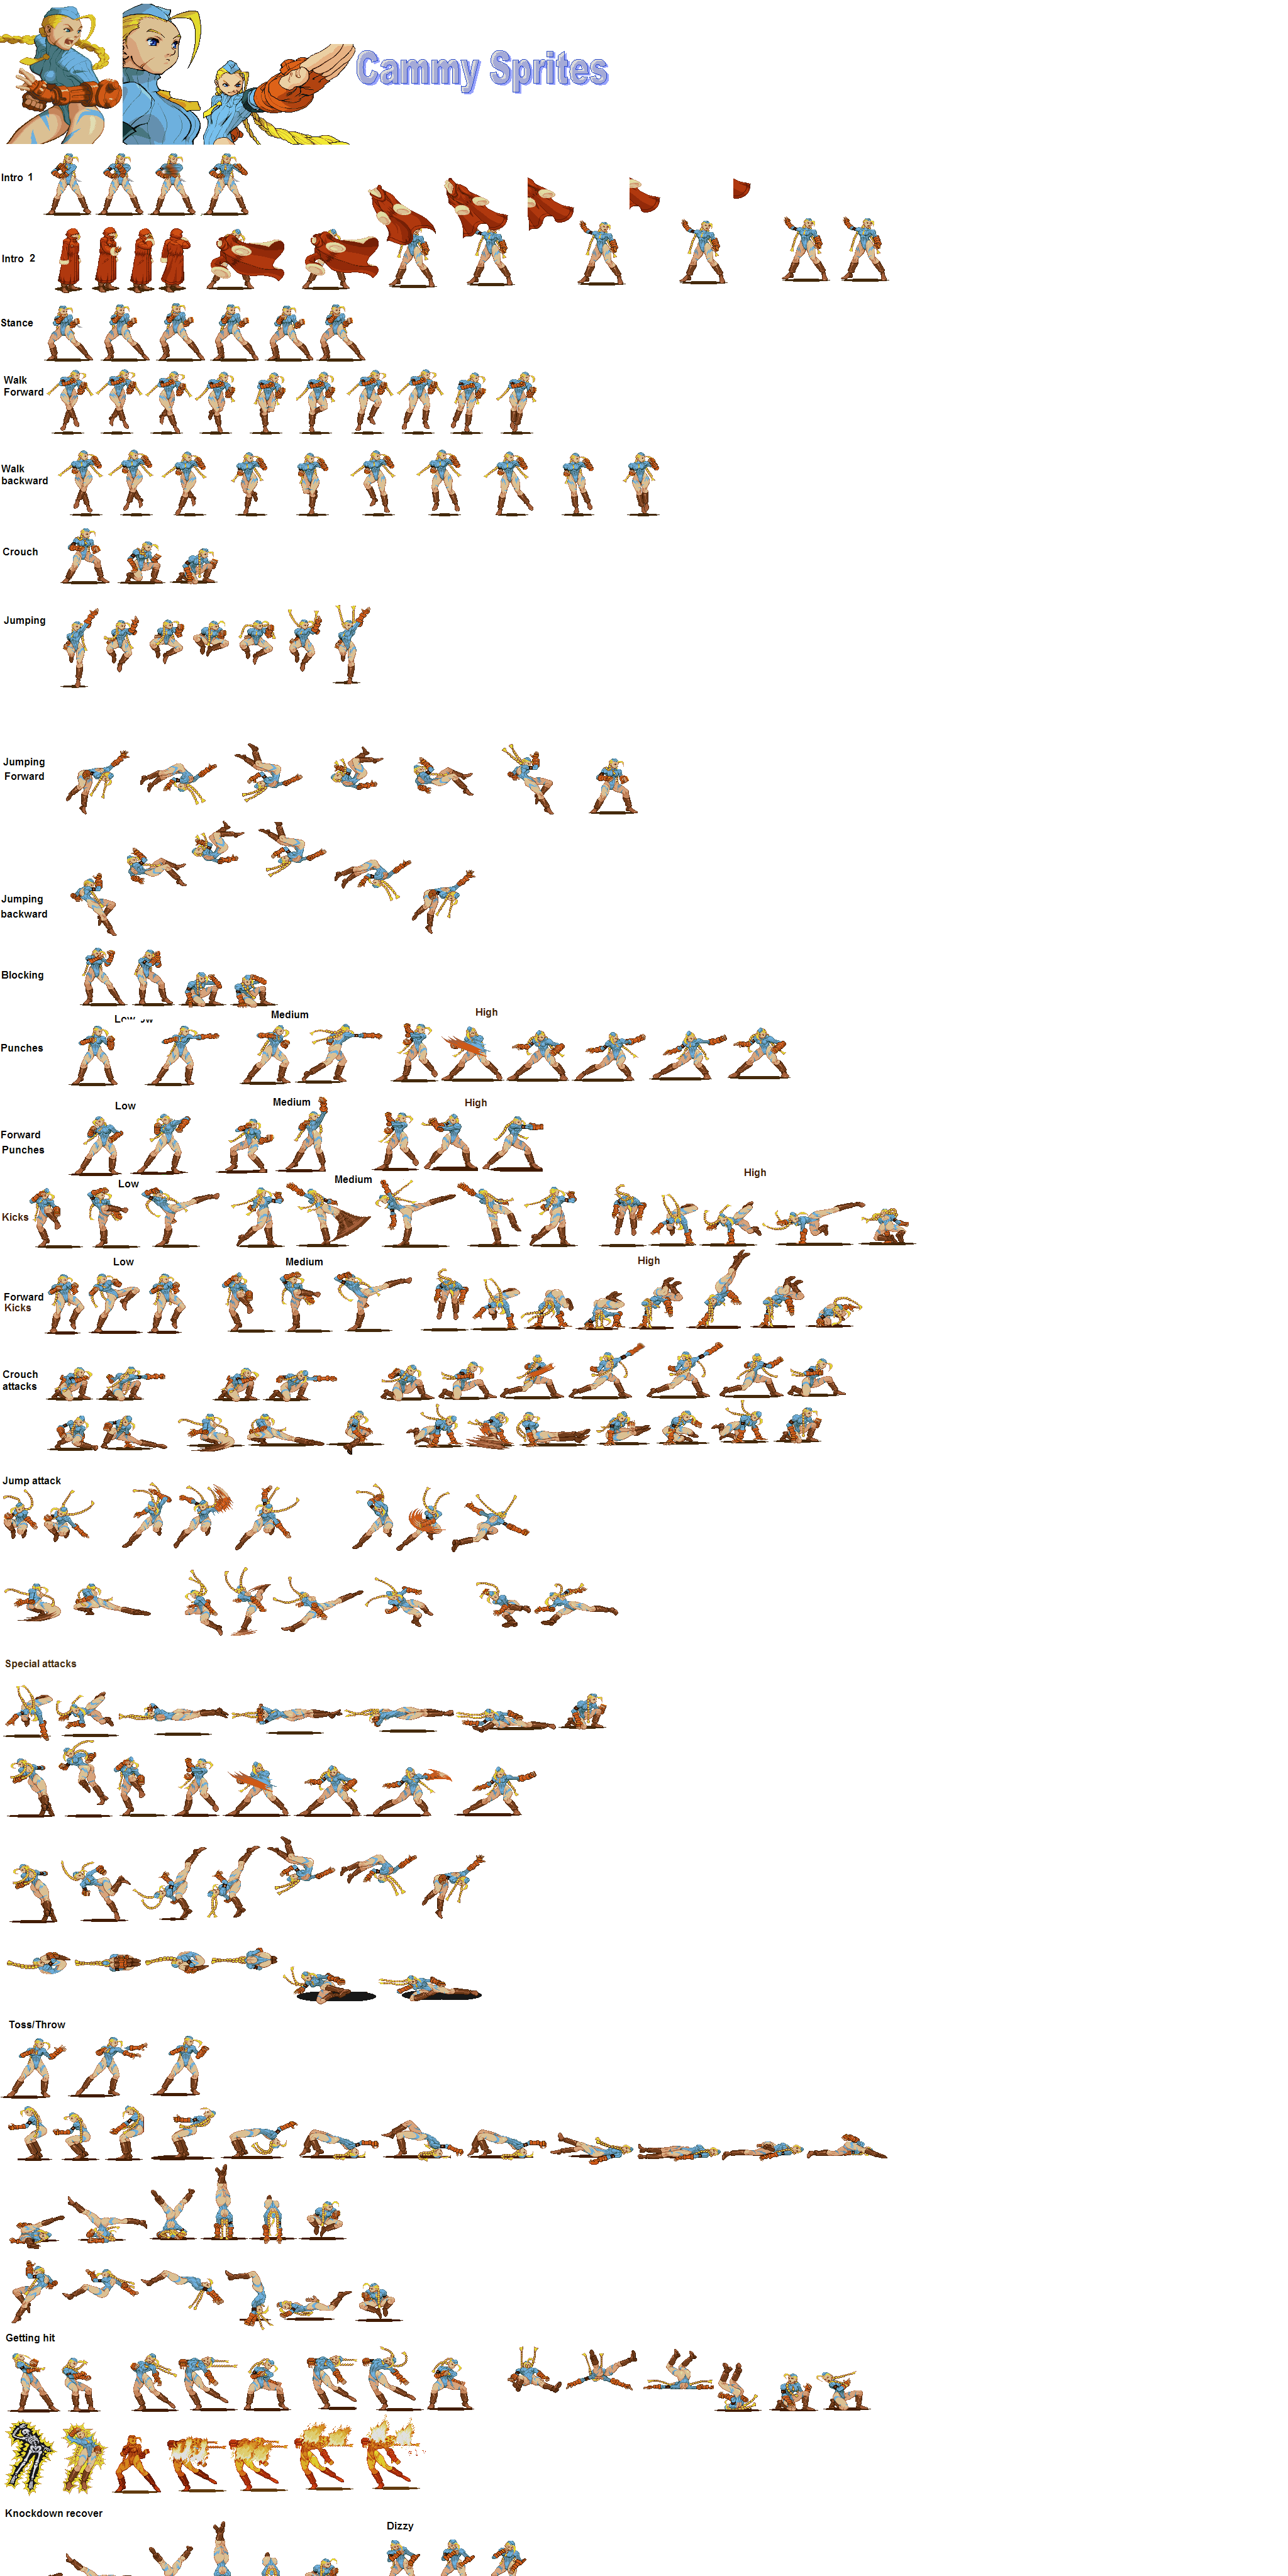 Cammy Sprites
Intro 1
Intro 2
Stance
Walk
Forward
Walk
backward
Crouch
Jumping
Jumping
Forward
Jumping
backward
Blocking
Low
Medium
High
Punches
Low
Medium
High
Forward
Punches
Low
Medium
High
Kicks
Low
Medium
High
Forward
Kicks
Crouch
attacks
Jump attack
Special attacks
Toss/Throw
Getting hit
Knockdown recover
Dizzy